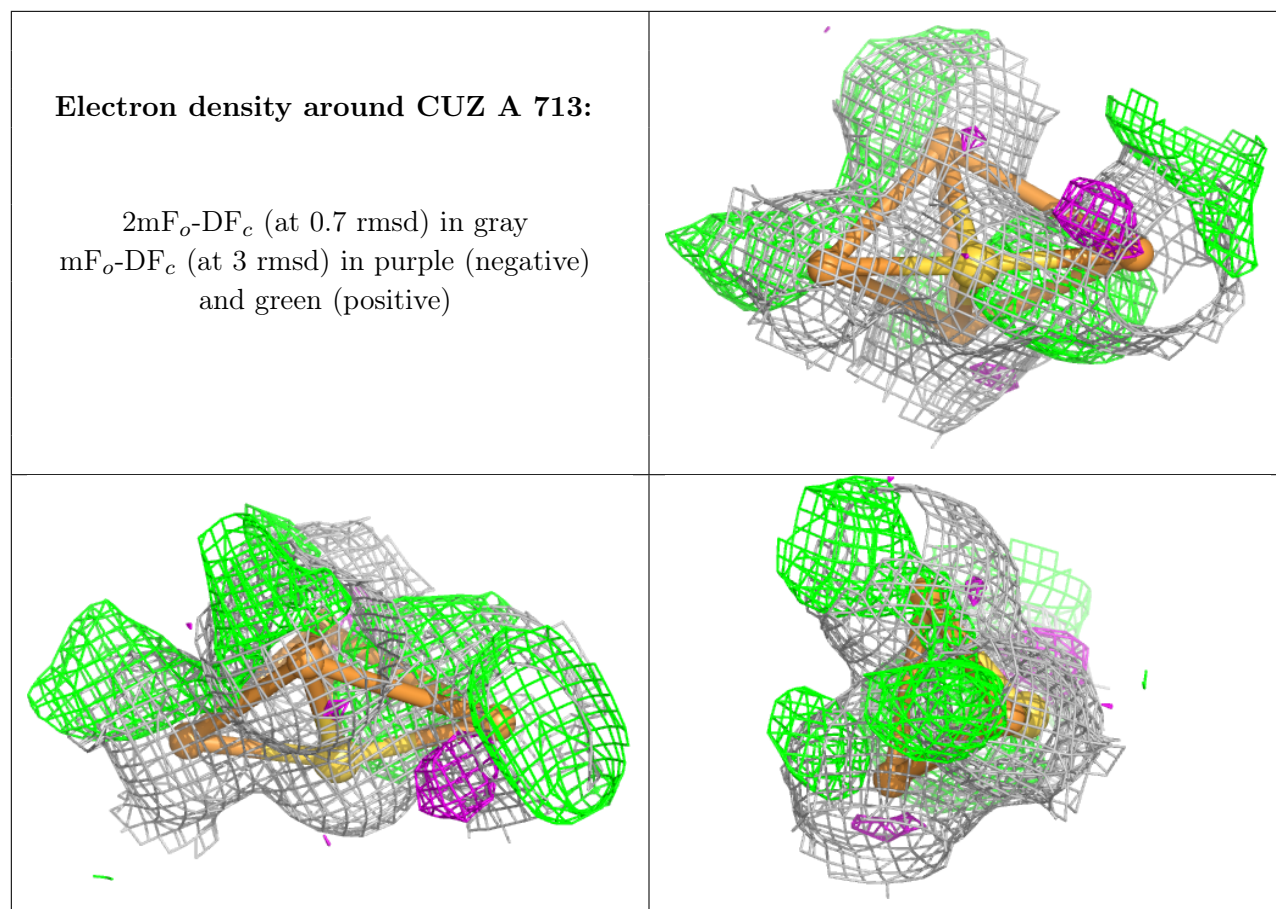 Electron density around CUZ A 713:
2mFo-DFc (at 0.7 rmsd) in gray
mFo-DFc (at 3 rmsd) in purple (negative)
and green (positive)